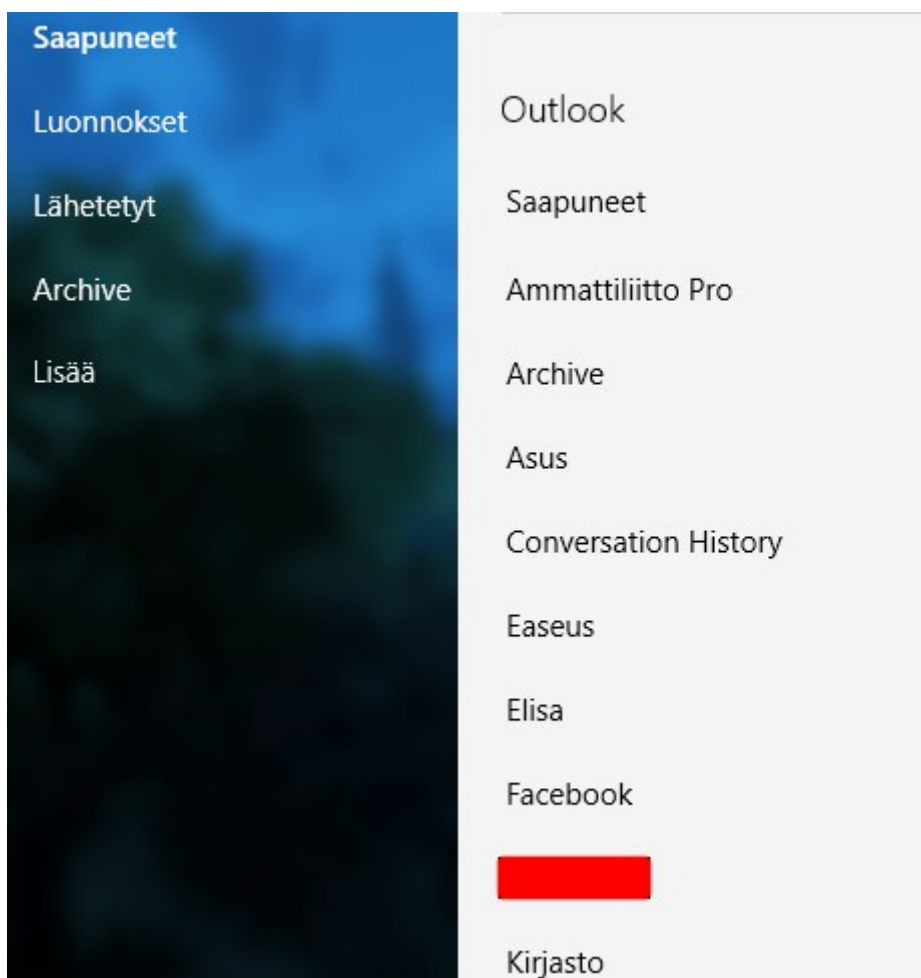 Saapuneet
Luonnokset
Lähetetyt
Archive
Lisää
Outlook
Saapuneet
Ammattiliitto Pro
Archive
Asus
Conversation History
Easeus
Elisa
Facebook
Kirjasto